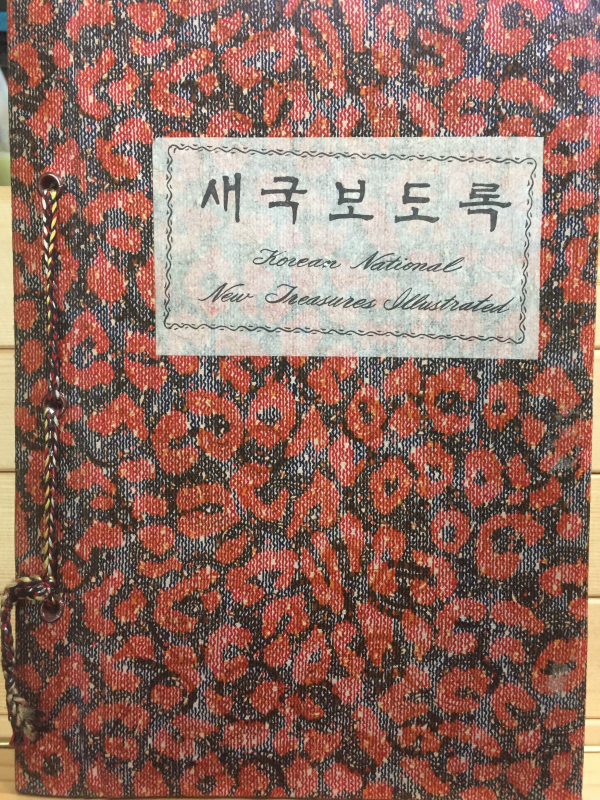 새국보도록
Korean National
New Treasures Illustrated